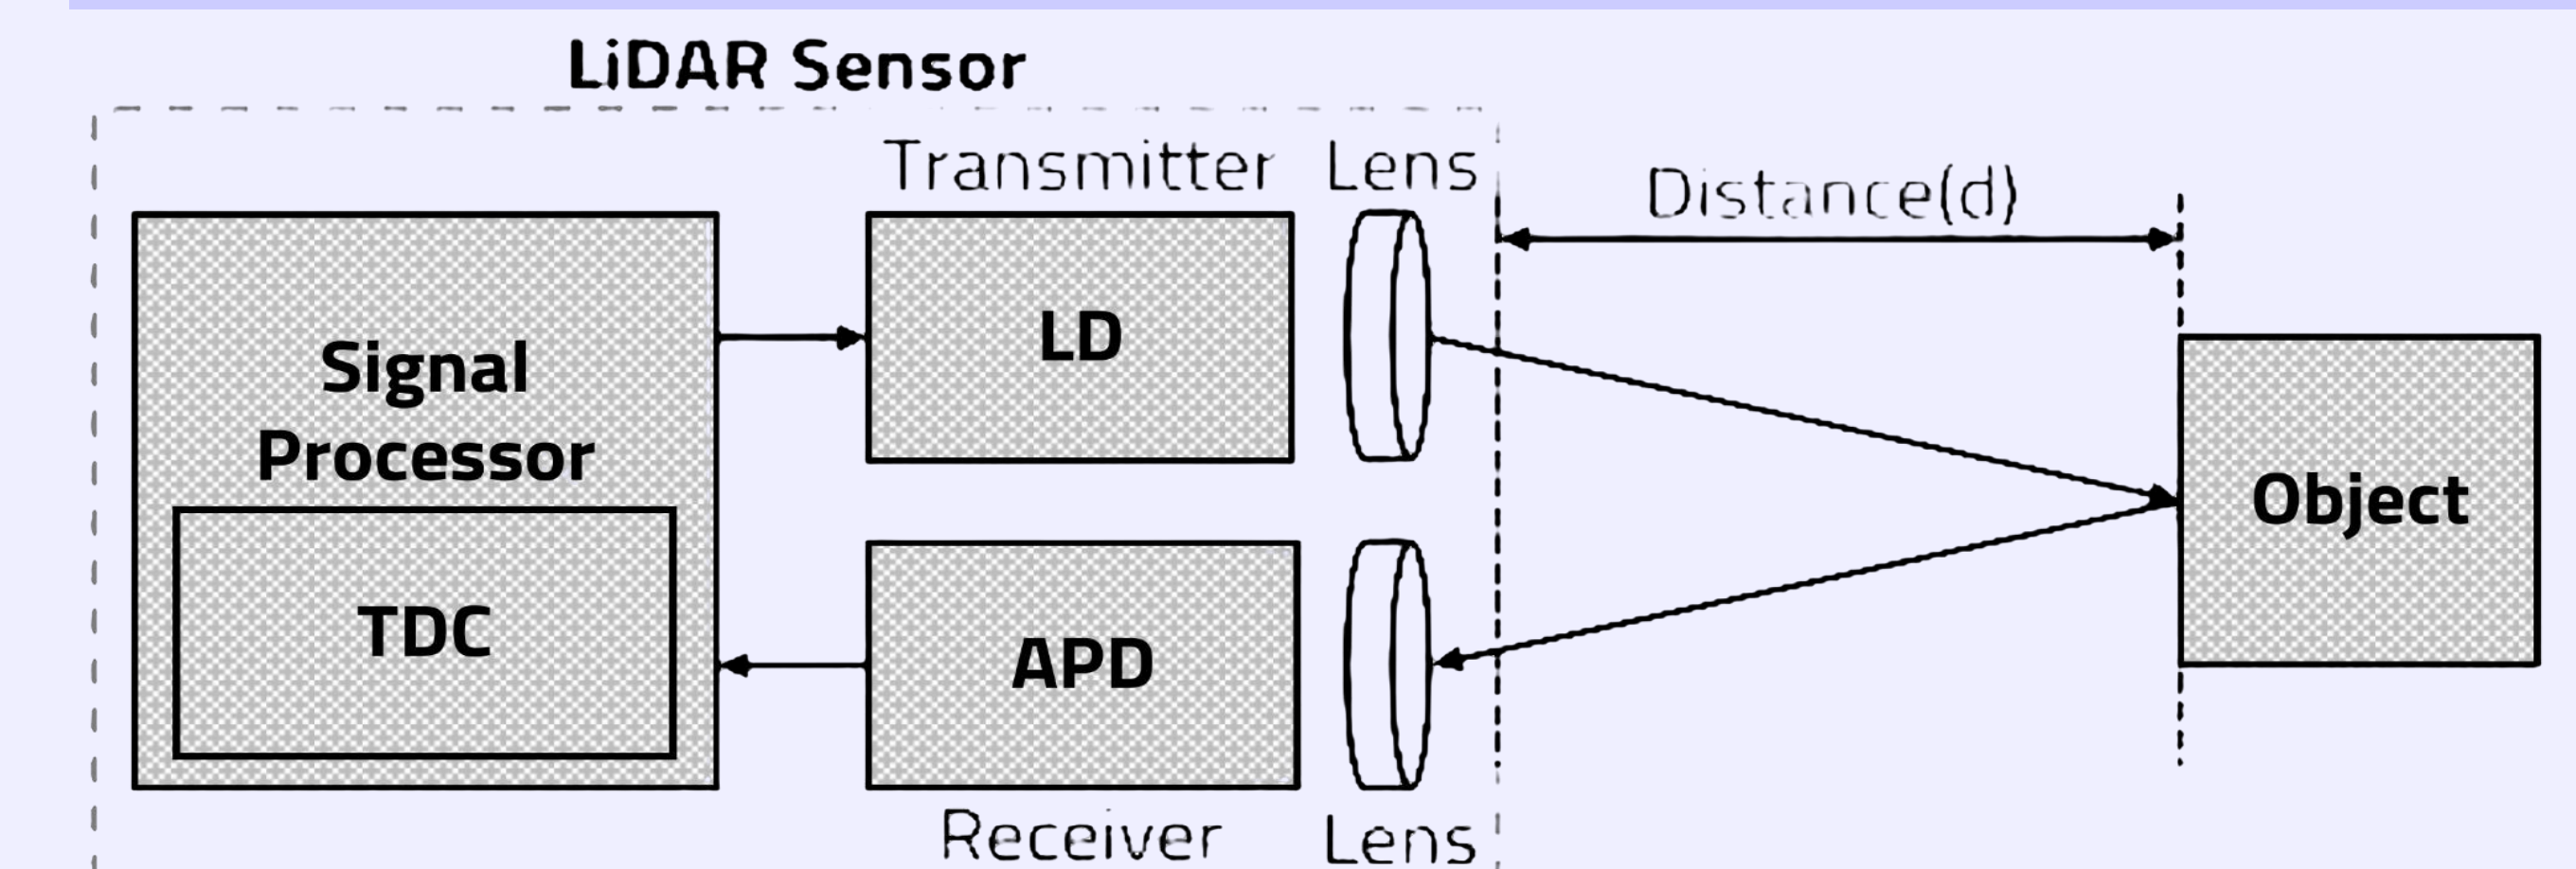 LiDAR Sensor
Transmitter
Lens
Distance(d)
Signal
Processor
LD
Object
TDC
APD
Receiver
Lens